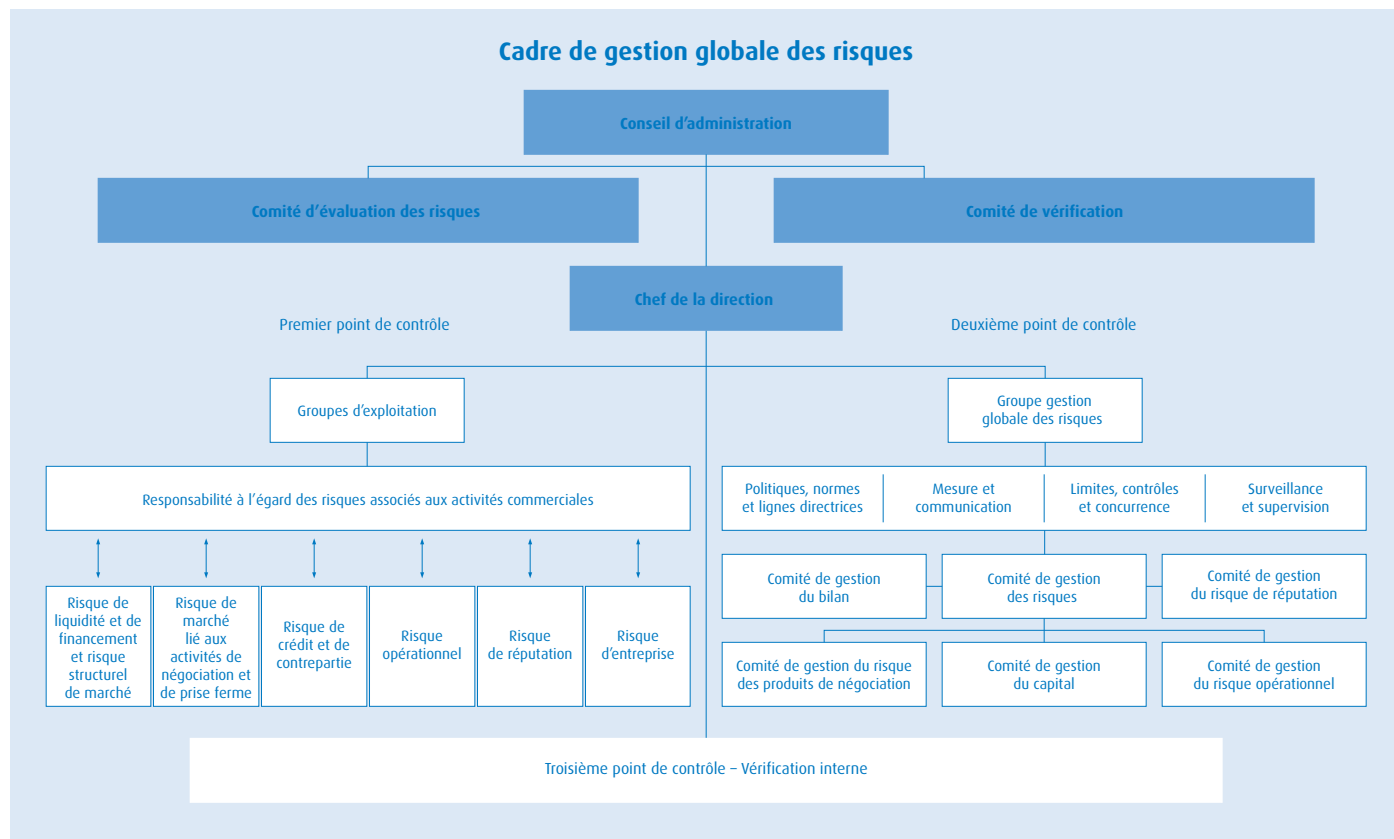 Cadre de gestion globale des risques
Conseil d’administration
Comité d’évaluation des risques
Comité de vérification
Chef de la direction
Premier point de contrôle
Deuxième point de contrôle
Groupes d’exploitation
Groupe gestion
globale des risques
Responsabilité à l’égard des risques associés aux activités commerciales
Politiques, normes
et lignes directrices
Mesure et
communication
Limites, contrôles
et concurrence
Surveillance
et supervision
Risque de
liquidité et de
financement
et risque
structurel
de marché
Risque de
marché
lié aux
activités de
négociation et
de prise ferme
Risque de
crédit et de
contrepartie
Risque
opérationnel
Risque
de réputation
Risque
d’entreprise
Comité de gestion
du bilan
Comité de gestion
des risques
Comité de gestion
du risque de réputation
Comité de gestion du risque
des produits de négociation
Comité de gestion
du capital
Comité de gestion
du risque opérationnel
Troisième point de contrôle – Vérification interne